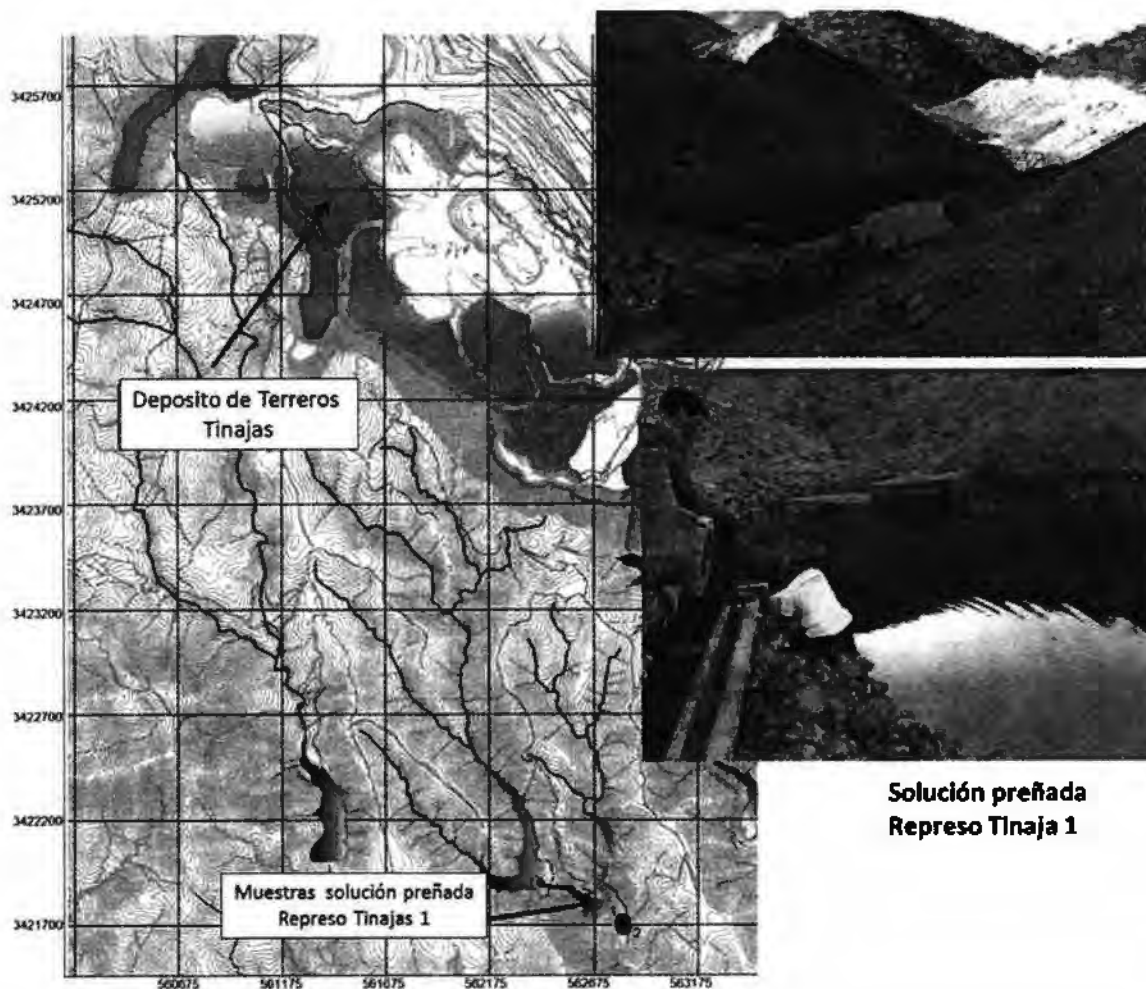 3425700
3425200
3424700
3424200
3423700
3423200
3422700
3422200
3421700
Deposito de Terreros
Tinajas
Muestras solución preñada
Represo Tinajas 1
560675 561175 561675 562175 562675 563175
Solución preñada
Represo Tinaja 1